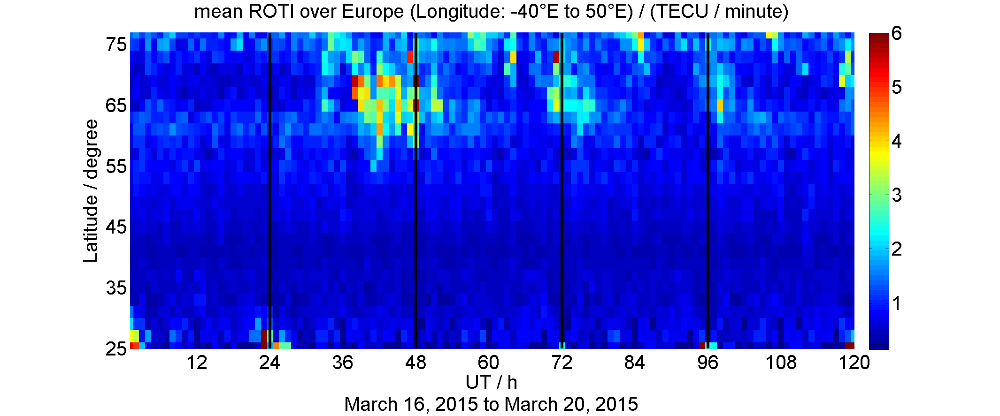 mean ROTI over Europe (Longitude: -40°E to 50°E) / (TECU / minute)
75
65
55
45
35
25
Latitude / degree
12 24 36 48 60 72 84 96 108 120
UT / h
March 16, 2015 to March 20, 2015
6
5
4
3
2
1